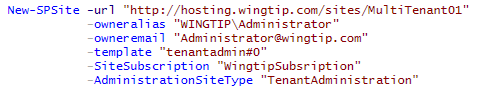 New-SPSite -url "http://hosting.wingtip.com/sites/MultiTenant01"
-owneralias "WINGTIP\Administrator"
-owneremail "Administrator@wingtip.com"
-template "tenantadmin#0"
-SiteSubscription "WingtipSubsription"
-AdministrationSiteType "TenantAdministration"